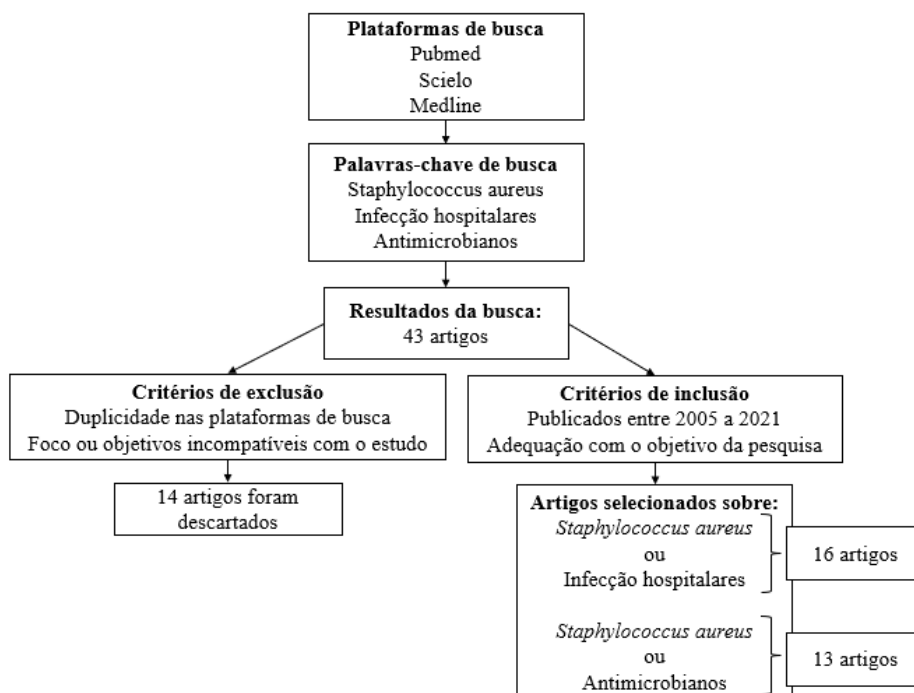 Plataformas de busca
Pubmed
Scielo
Medline
Palavras-chave de busca
Staphylococcus aureus
Infecção hospitalares
Antimicrobianos
Resultados da busca:
43 artigos
Critérios de exclusão
Duplicidade nas plataformas de busca
Foco ou objetivos incompatíveis com o estudo
14 artigos foram
descartados
Critérios de inclusão
Publicados entre 2005 a 2021
Adequação com o objetivo da pesquisa
Artigos selecionados sobre:
Staphylococcus aureus
ou
Infecção hospitalares
16 artigos
Staphylococcus aureus
ou
Antimicrobianos
13 artigos